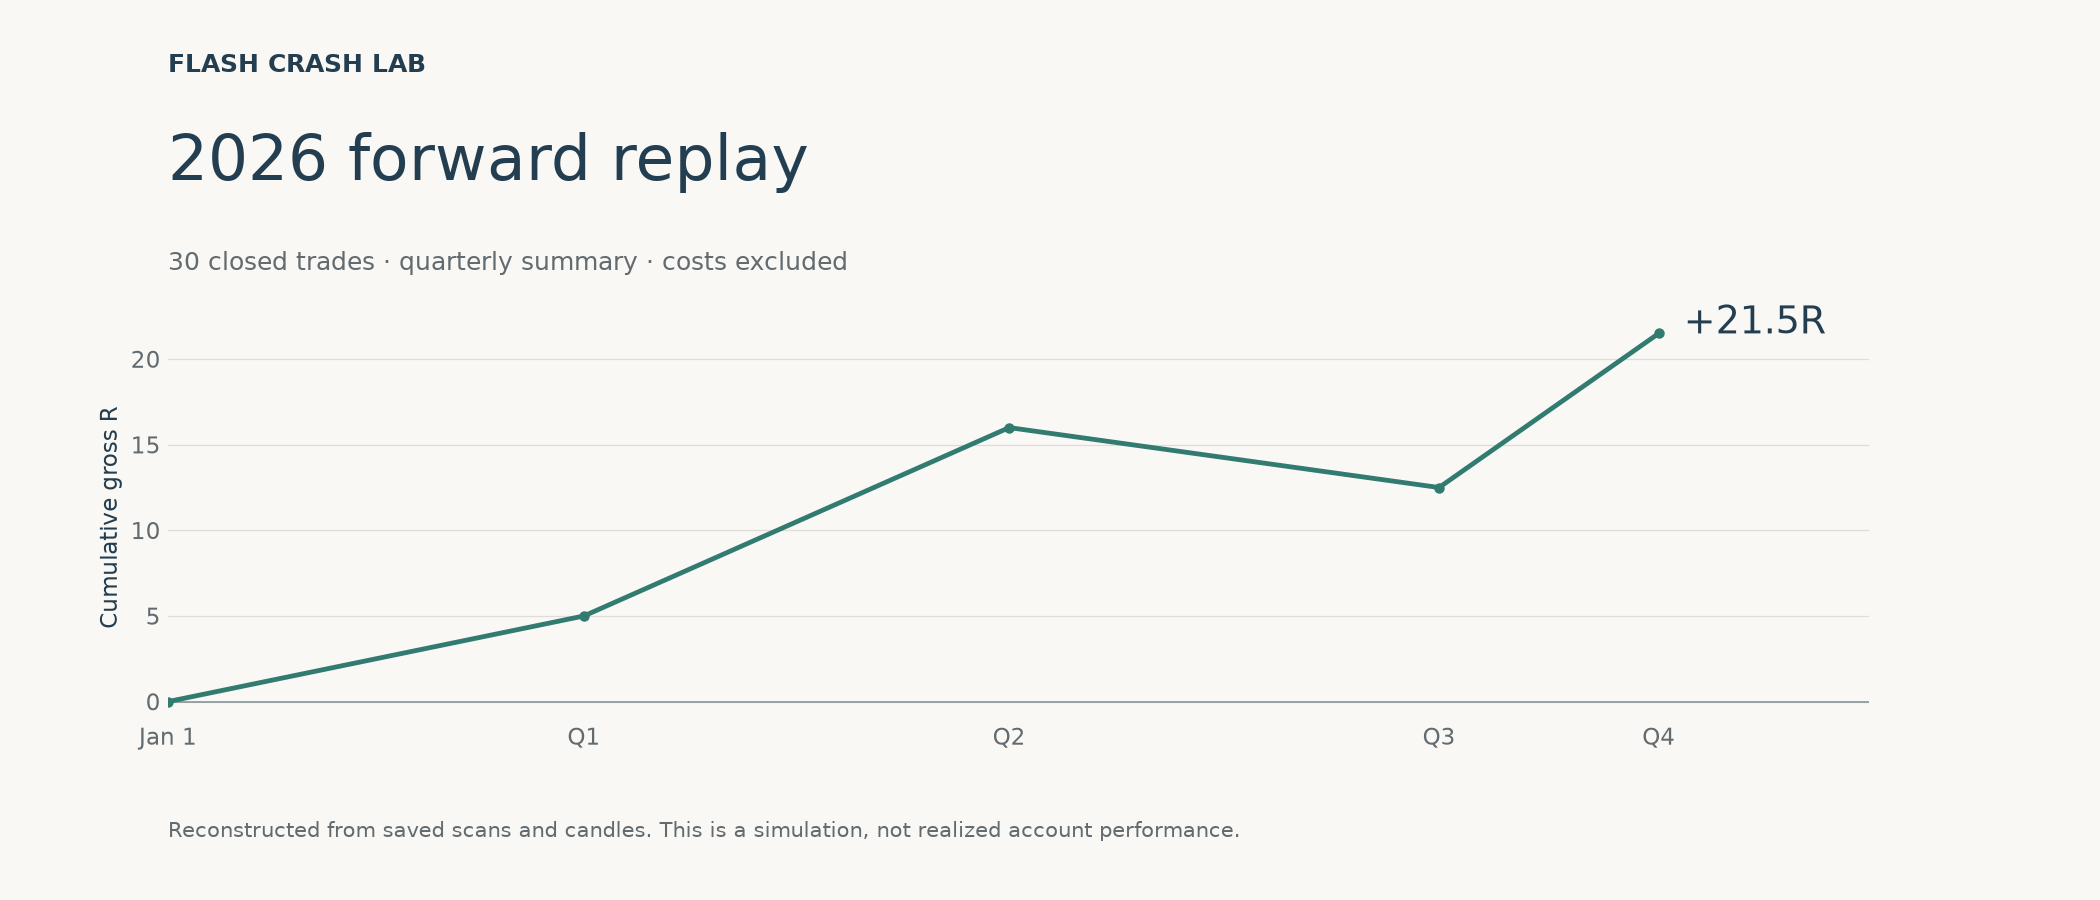 FLASH CRASH LAB
2026 forward replay
30 closed trades · quarterly summary · costs excluded
+21.5R
20
15
10
5
0
Cumulative gross R
Jan 1
Q1
Q2
Q3
Q4
Reconstructed from saved scans and candles. This is a simulation, not realized account performance.